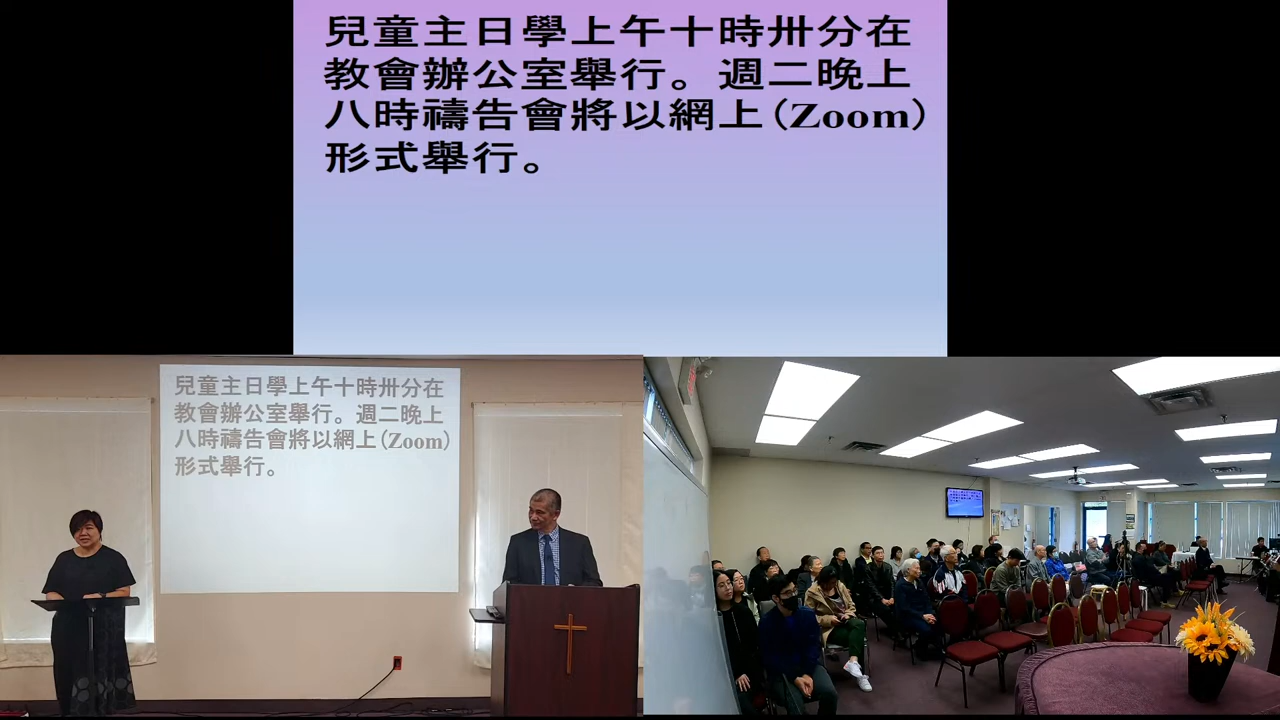 兒童主日學上午十時卅分在
教會辦公室舉行。週二晚上
八時禱告會將以網上(Zoom)
形式舉行。
兒童主日學上午十時卅分在
教會辦公室舉行。週二晚上
八時禱告會將以網上(Zoom)
形式舉行。